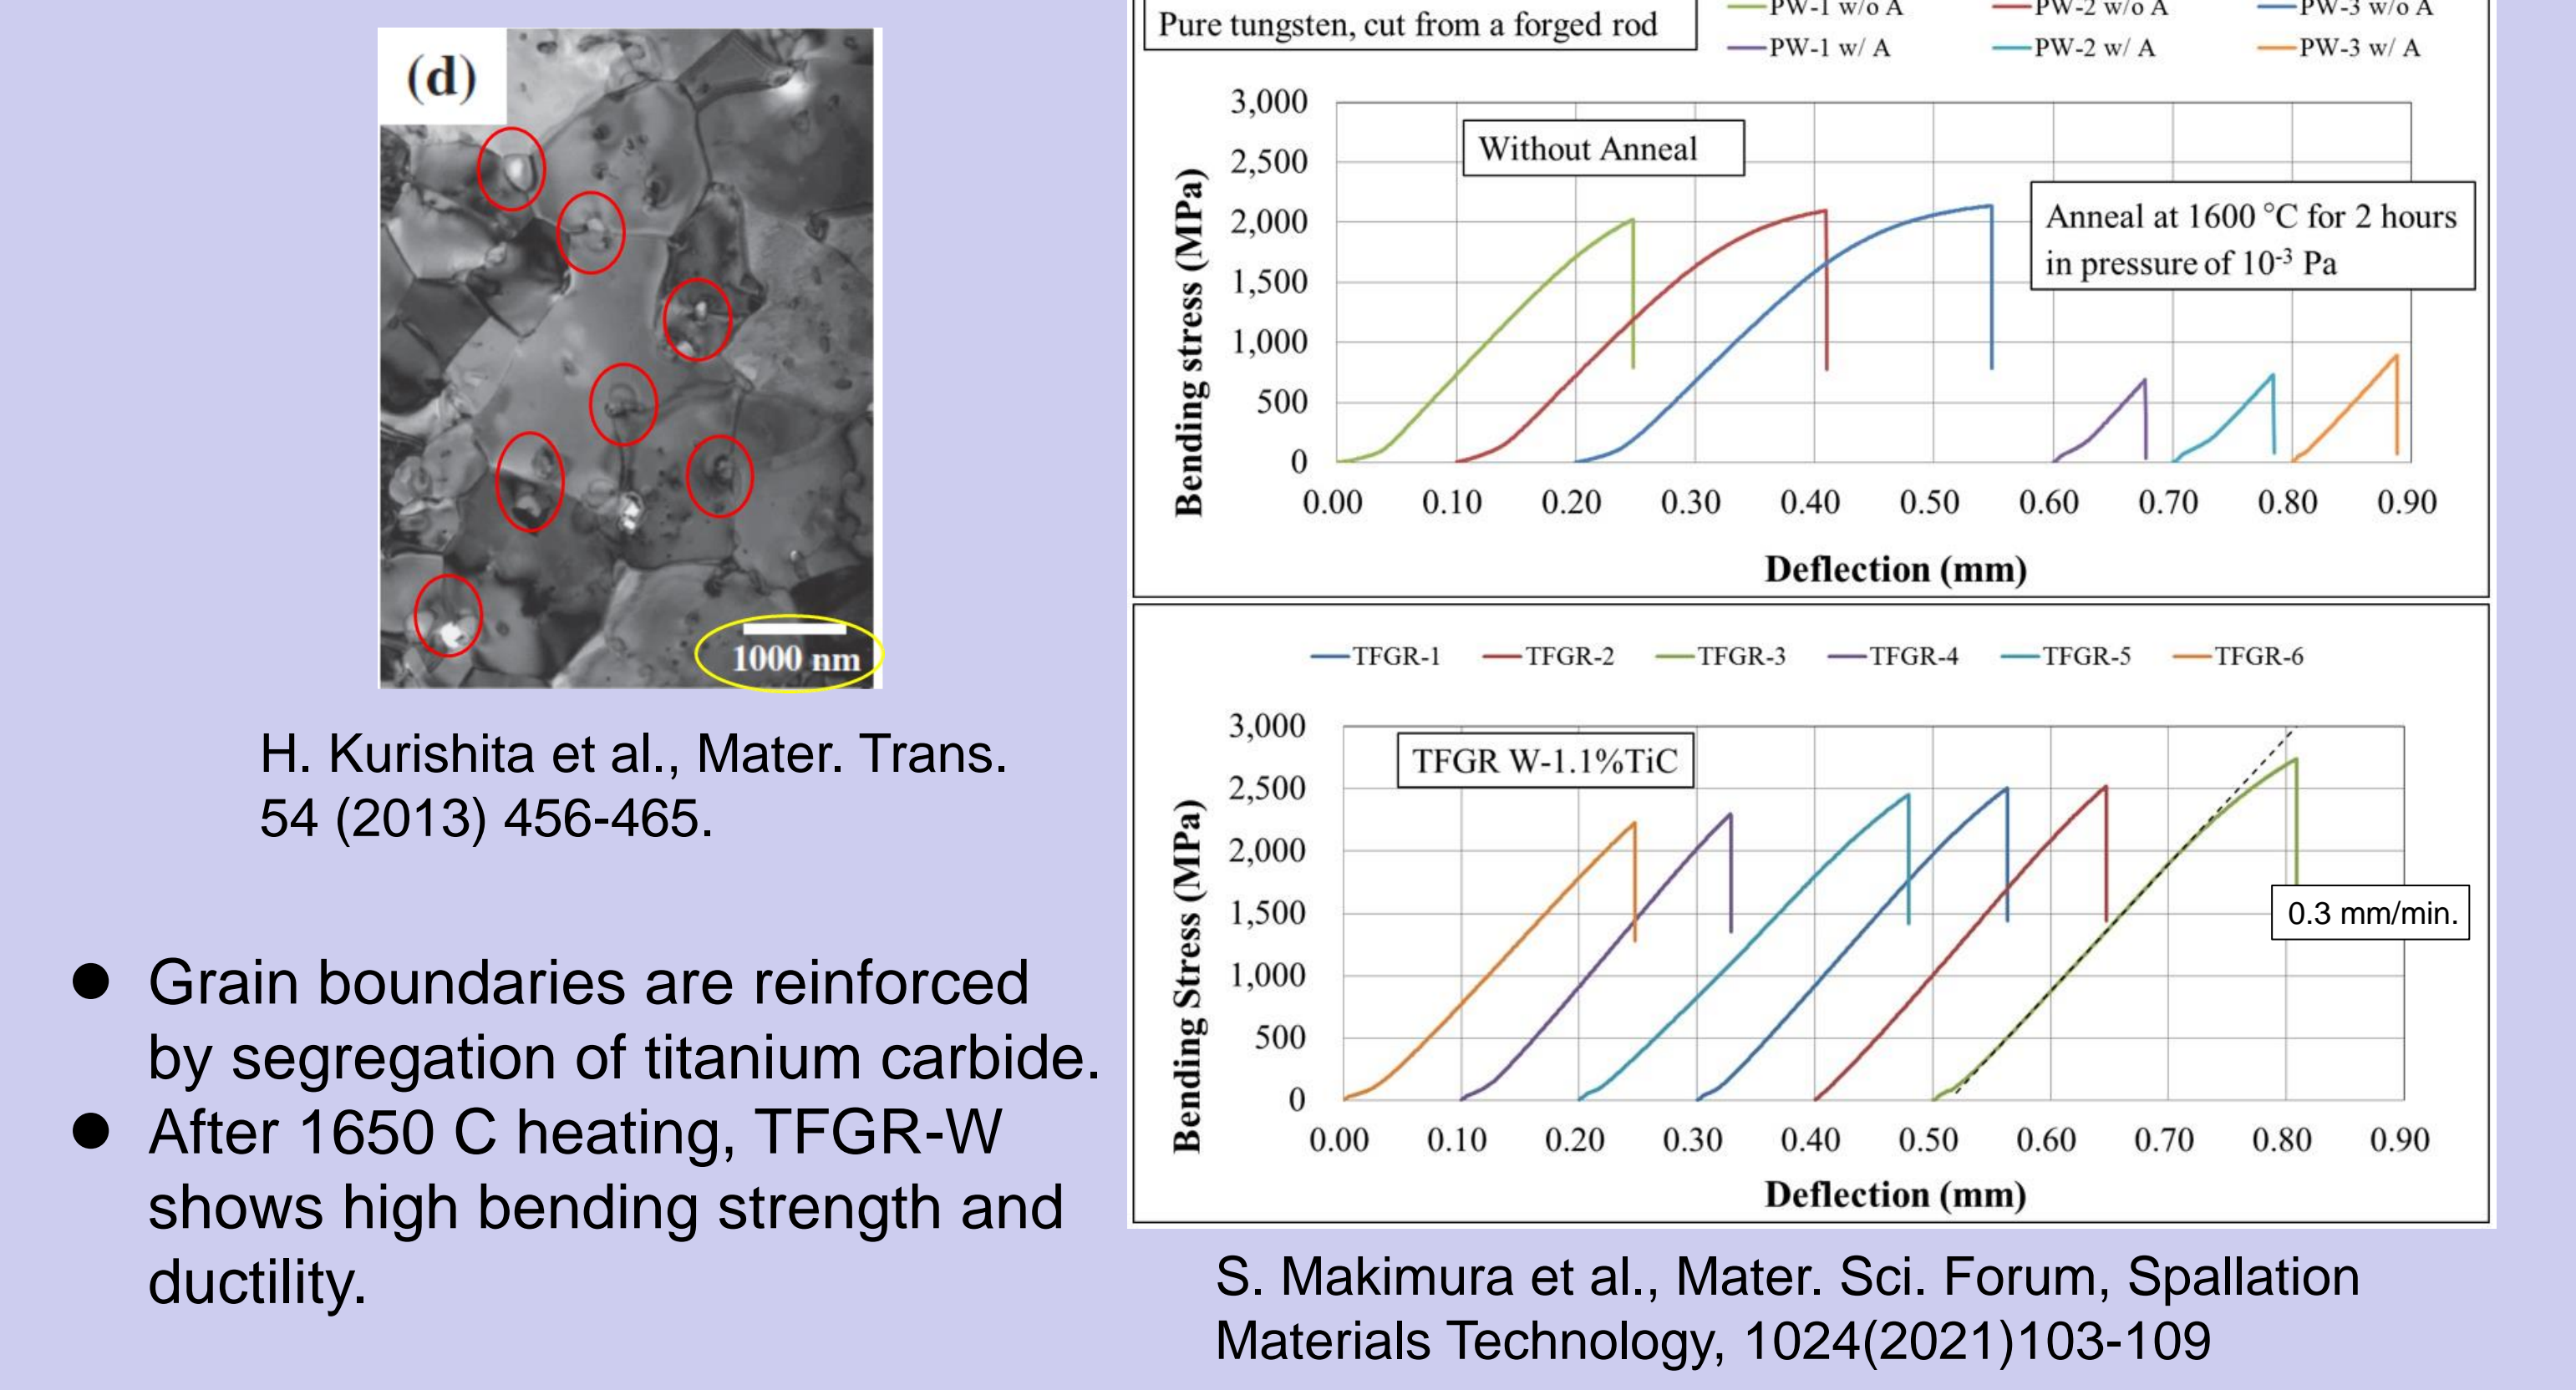 (d)
1000 nm
H. Kurishita et al., Mater. Trans.
54 (2013) 456-465.
● Grain boundaries are reinforced
by segregation of titanium carbide.
● After 1650 C heating, TFGR-W
shows high bending strength and
ductility.
Pure tungsten, cut from a forged rod
PW-1 w/o A PW-2 w/o A PW-3 w/o A
PW-1 w/ A PW-2 w/ A PW-3 w/ A
Bending stress (MPa)
3,000
2,500
2,000
1,500
1,000
500
0
Without Anneal
Anneal at 1600 °C for 2 hours
in pressure of 10⁻³ Pa
0.00 0.10 0.20 0.30 0.40 0.50 0.60 0.70 0.80 0.90
Deflection (mm)
TFGR-1 TFGR-2 TFGR-3 TFGR-4 TFGR-5 TFGR-6
Bending Stress (MPa)
3,000
2,500
2,000
1,500
1,000
500
0
TFGR W-1.1%TiC
0.3 mm/min.
0.00 0.10 0.20 0.30 0.40 0.50 0.60 0.70 0.80 0.90
Deflection (mm)
S. Makimura et al., Mater. Sci. Forum, Spallation
Materials Technology, 1024(2021)103-109